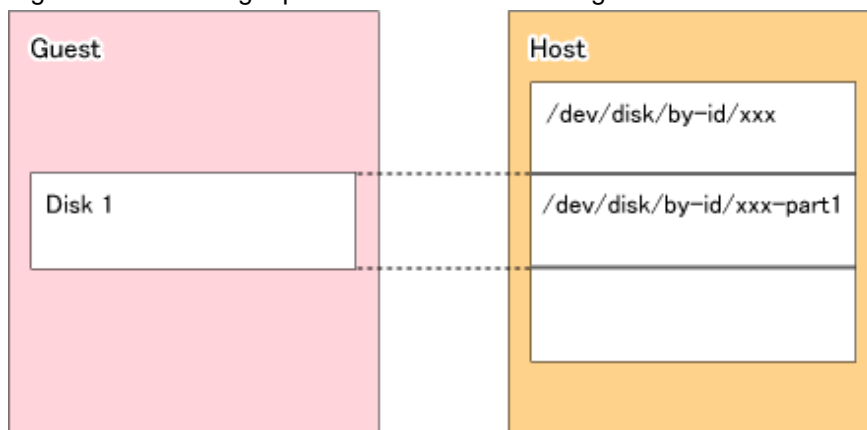 Guest
Host
/dev/disk/by-id/xxx
Disk 1
/dev/disk/by-id/xxx-part1